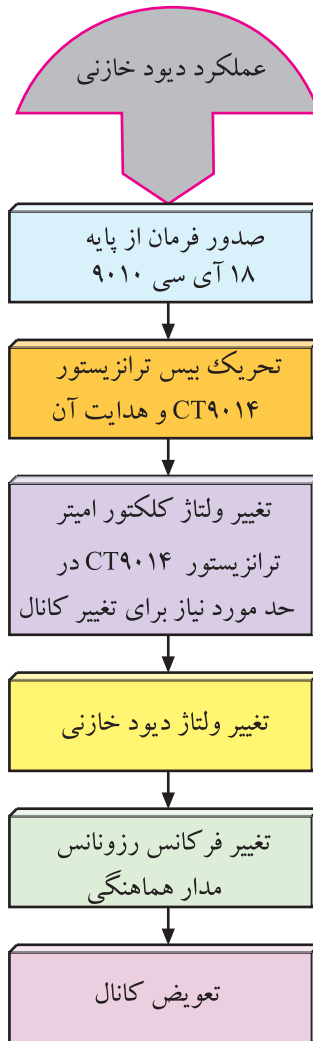 عملکرد دیود خازنی
صدور فرمان از پایه
۱۸ آی سی ۹۰۱۰
تحریک بیس ترانزیستور
CT۹۰۱۴ و هدایت آن
تغییر ولتاژ کلکتور امیتر
ترانزیستور CT۹۰۱۴ در
حد مورد نیاز برای تغییر کانال
تغییر ولتاژ دیود خازنی
تغییر فرکانس رزونانس
مدار هماهنگی
تعویض کانال